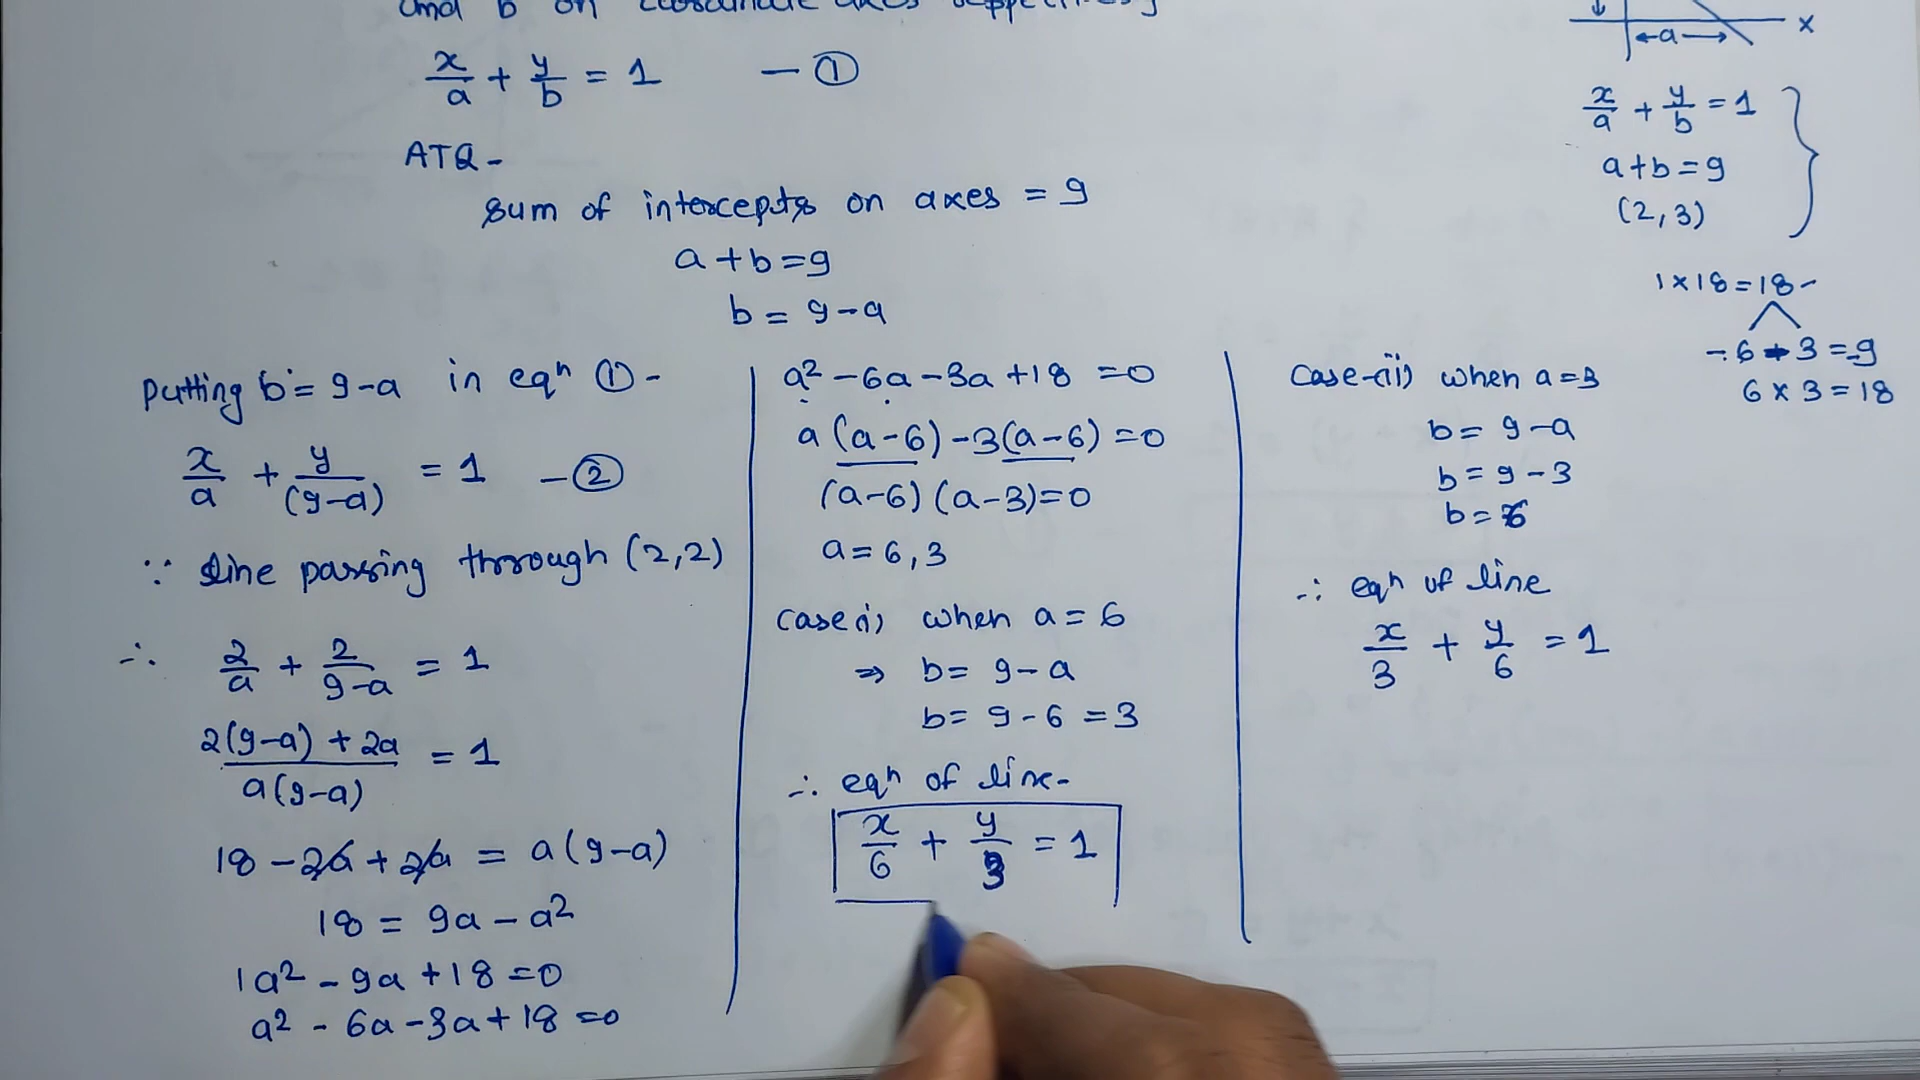 and b on coordinate axes
x/a + y/b = 1 — ①
ATQ-
sum of intercepts on axes = 9
a + b = 9
b = 9 - a
putting b = 9 - a in eqⁿ ① -
x/a + y/(9-a) = 1 — ②
∵ line passing through (2,2)
∴ 2/a + 2/9-a = 1
2(9-a) + 2a / a(9-a) = 1
18 - 2a + 2a = a(9-a)
18 = 9a - a²
1a² - 9a + 18 = 0
a² - 6a - 3a + 18 = 0
a² - 6a - 3a + 18 = 0
a (a-6) - 3(a-6) = 0
(a-6) (a-3) = 0
a = 6, 3
case i) when a = 6
⇒ b = 9 - a
b = 9 - 6 = 3
∴ eqⁿ of line-
x/6 + y/3 = 1
case-(ii) when a = 3
b = 9 - a
b = 9 - 3
b = 6
∴ eqⁿ of line
x/3 + y/6 = 1
x
←a→
x/a + y/b = 1
a + b = 9
(2, 3)
1 × 18 = 18 -
-6 - 3 = -9
6 × 3 = 18